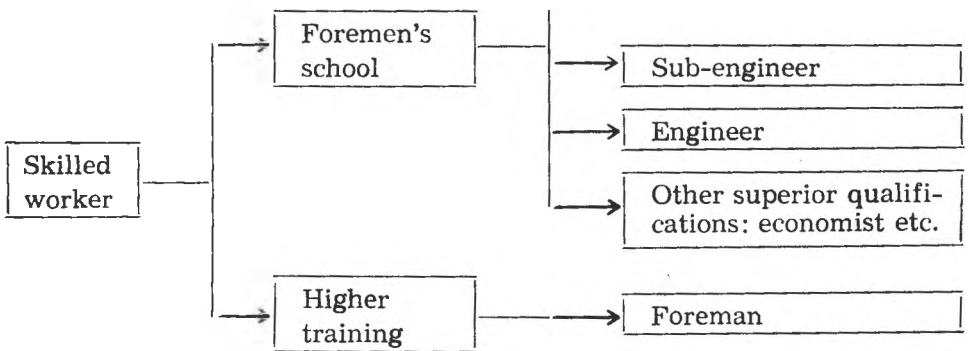 Foremen's
school
Sub-engineer
Engineer
Skilled
worker
Other superior qualifi-
cations: economist etc.
Higher
training
Foreman